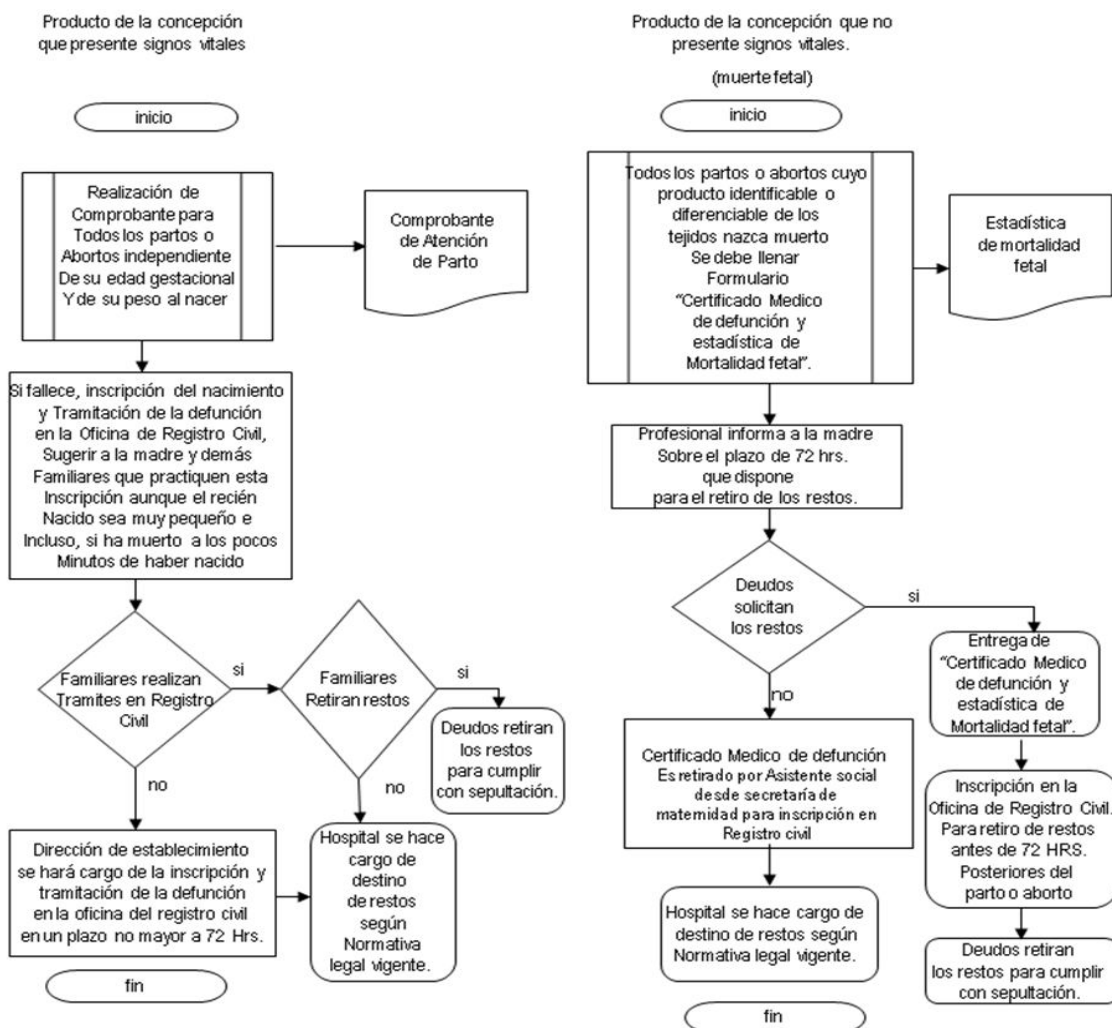 Producto de la concepción
que presente signos vitales
inicio
Realización de
Comprobante para
Todos los partos o
Abortos independiente
De su edad gestacional
Y de su peso al nacer
Comprobante
de Atención
de Parto
Si fallece, inscripción del nacimiento
y Tramitación de la defunción
en la Oficina de Registro Civil,
Sugerir a la madre y demás
Familiares que practiquen esta
Inscripción aunque el recién
Nacido sea muy pequeño e
Incluso, si ha muerto a los pocos
Minutos de haber nacido
Familiares realizan
Tramites en Registro
Civil
si
Familiares
Retiran restos
si
Deudos retiran
los restos
para cumplir
con sepultación.
no
no
Dirección de establecimiento
se hará cargo de la inscripción y
tramitación de la defunción
en la oficina del registro civil
en un plazo no mayor a 72 Hrs.
Hospital se hace
cargo de
destino
de restos
según
Normativa
legal vigente.
fin
Producto de la concepción que no
presente signos vitales.
(muerte fetal)
inicio
Todos los partos o abortos cuyo
producto identificable o
diferenciable de los
tejidos nazca muerto
Se debe llenar
Formulario
“Certificado Medico
de defunción y
estadística de
Mortalidad fetal”.
Estadística
de mortalidad
fetal
Profesional informa a la madre
Sobre el plazo de 72 hrs.
que dispone
para el retiro de los restos.
Deudos
solicitan
los restos
si
Entrega de
“Certificado Medico
de defunción y
estadística de
Mortalidad fetal”.
no
Certificado Medico de defunción
Es retirado por Asistente social
desde secretaría de
maternidad para inscripción en
Registro civil
Inscripción en la
Oficina de Registro Civil.
Para retiro de restos
antes de 72 HRS.
Posteriores del
parto o aborto
Hospital se hace cargo de
destino de restos según
Normativa legal vigente.
Deudos retiran
los restos para cumplir
con sepultación.
fin